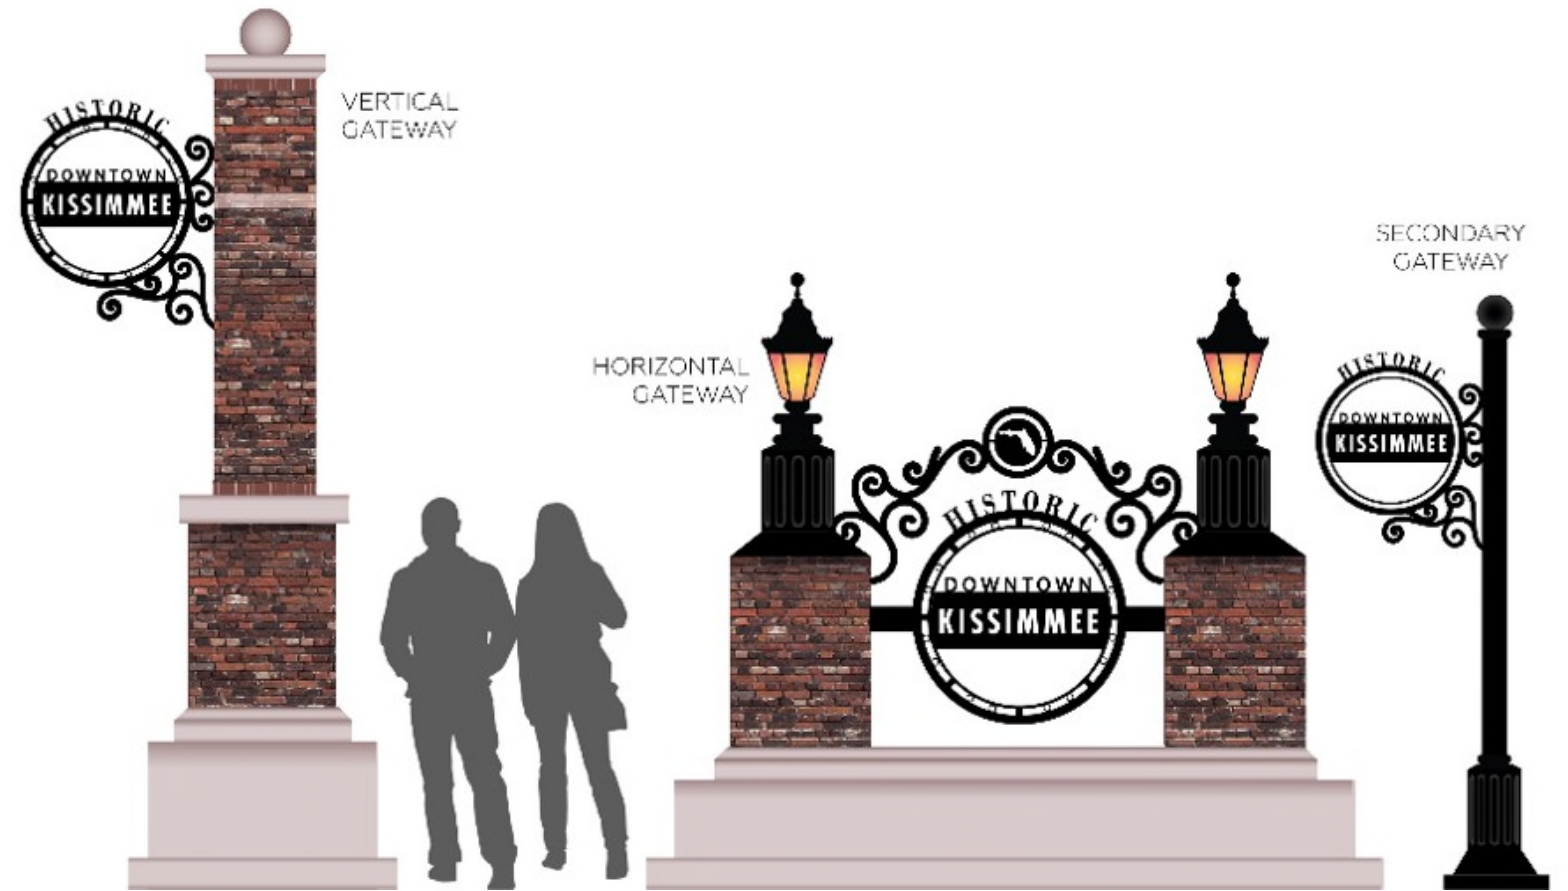 HISTORIC
DOWNTOWN
KISSIMMEE
VERTICAL
GATEWAY
HORIZONTAL
GATEWAY
HISTORIC
DOWNTOWN
KISSIMMEE
SECONDARY
GATEWAY
HISTORIC
DOWNTOWN
KISSIMMEE